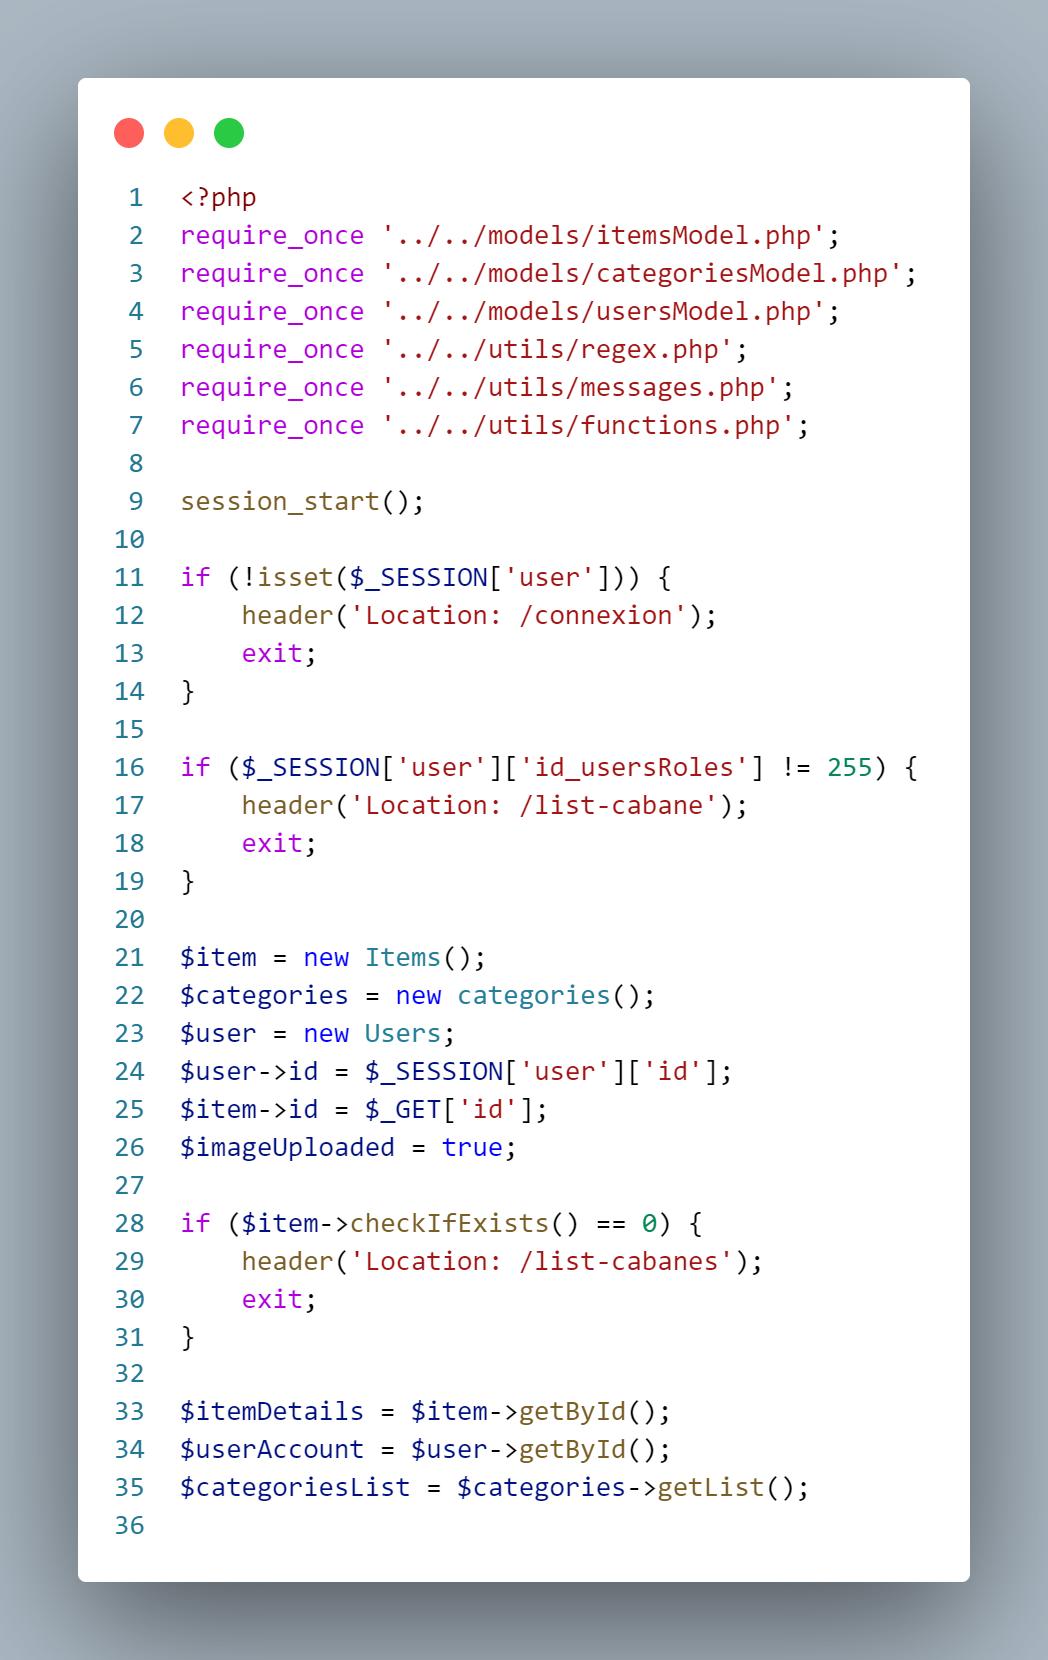 1 <?php
2 require_once '../../models/itemsModel.php';
3 require_once '../../models/categoriesModel.php';
4 require_once '../../models/usersModel.php';
5 require_once '../../utils/regex.php';
6 require_once '../../utils/messages.php';
7 require_once '../../utils/functions.php';
8
9 session_start();
10
11 if (!isset($_SESSION['user'])) {
12     header('Location: /connexion');
13     exit;
14 }
15
16 if ($_SESSION['user']['id_usersRoles'] != 255) {
17     header('Location: /list-cabane');
18     exit;
19 }
20
21 $item = new Items();
22 $categories = new categories();
23 $user = new Users;
24 $user->id = $_SESSION['user']['id'];
25 $item->id = $_GET['id'];
26 $imageUploaded = true;
27
28 if ($item->checkIfExists() == 0) {
29     header('Location: /list-cabanes');
30     exit;
31 }
32
33 $itemDetails = $item->getById();
34 $userAccount = $user->getById();
35 $categoriesList = $categories->getList();
36